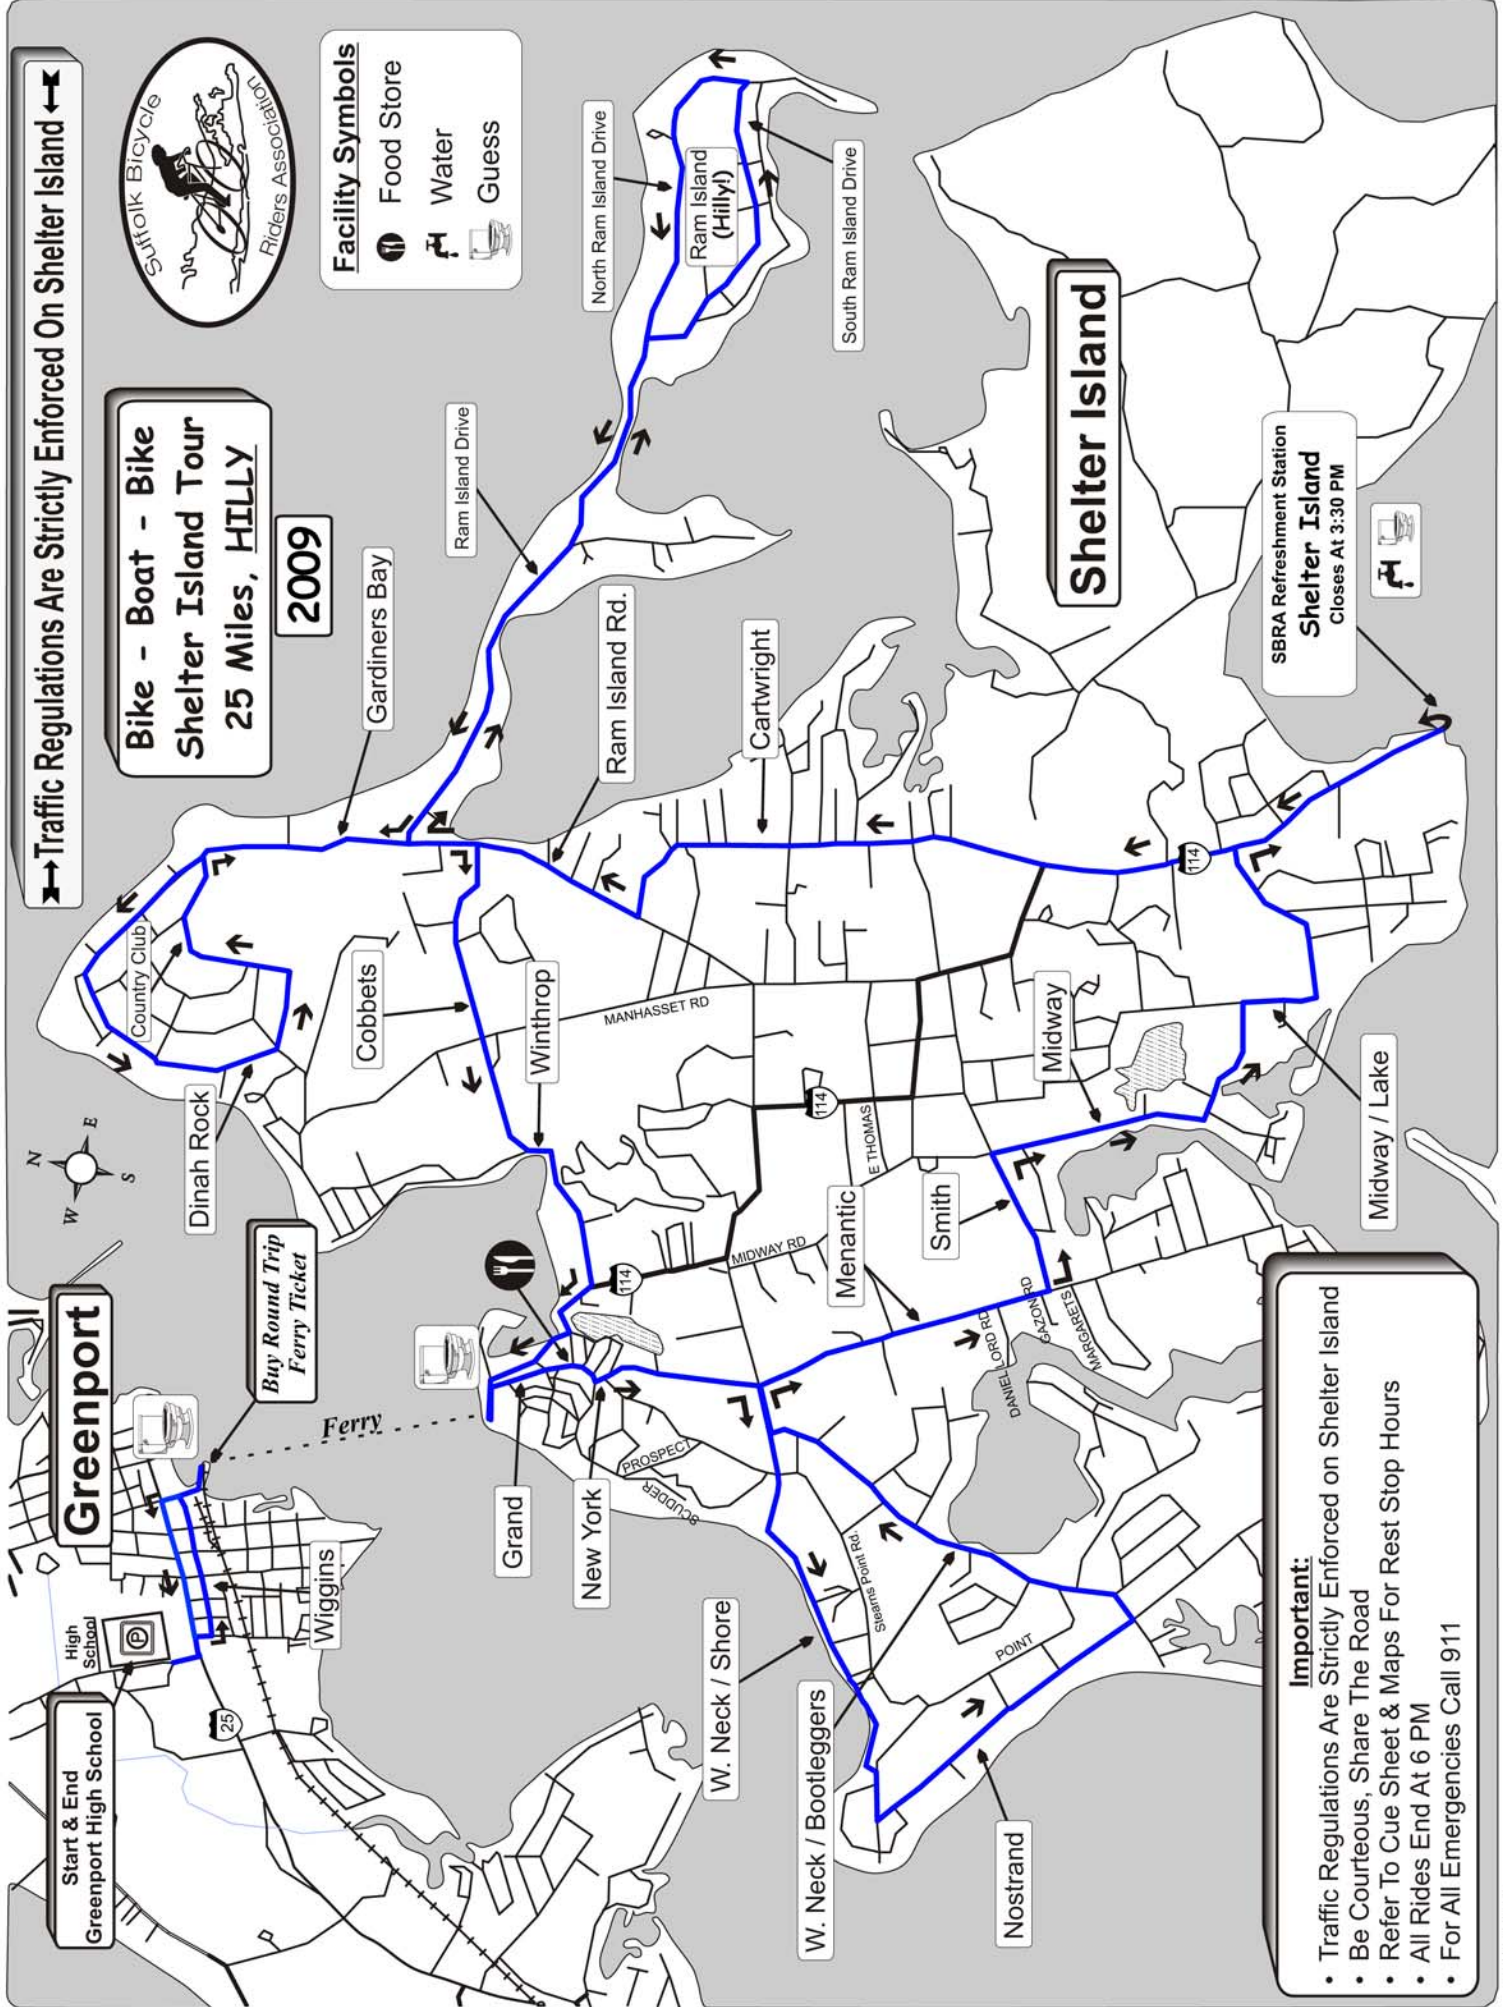 Traffic Regulations Are Strictly Enforced On Shelter Island
Suffolk Bicycle
Riders Association
Bike - Boat - Bike
Shelter Island Tour
25 Miles, HILLY
2009
Facility Symbols
Food Store
Water
Guess
N
E
S
W
Greenport
Buy Round Trip
Ferry Ticket
Ferry
High
School
P
Start & End
Greenport High School
25
Wiggins
Dinah Rock
Country Club
Gardiners Bay
Cobbets
Winthrop
MANHASSET RD
Ram Island Drive
Ram Island Rd.
North Ram Island Drive
Ram Island
(Hilly!)
South Ram Island Drive
Cartwright
Shelter Island
114
114
114
Grand
New York
PROSPECT
SCUDDER
MIDWAY RD
E THOMAS
Menantic
Smith
Midway
Midway / Lake
DANIEL LORD RD
GAZON RD
MARGARETS
W. Neck / Shore
Stearns Point Rd.
W. Neck / Bootleggers
POINT
Nostrand
SBRA Refreshment Station
Shelter Island
Closes At 3:30 PM
Important:
• Traffic Regulations Are Strictly Enforced on Shelter Island
• Be Courteous, Share The Road
• Refer To Cue Sheet & Maps For Rest Stop Hours
• All Rides End At 6 PM
• For All Emergencies Call 911